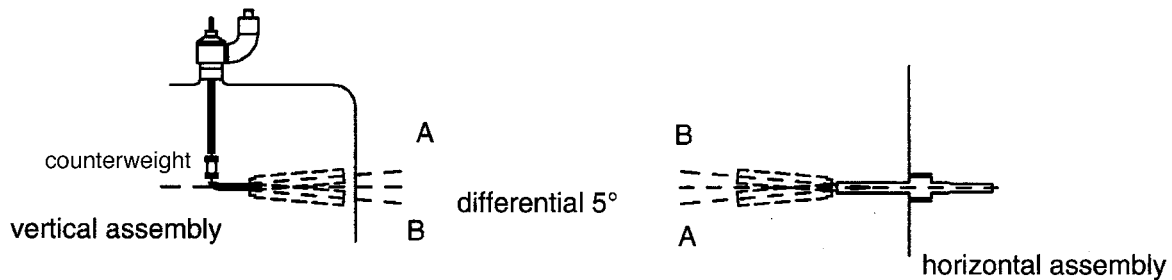 A
B
counterweight
differential 5°
vertical assembly
B
A
horizontal assembly